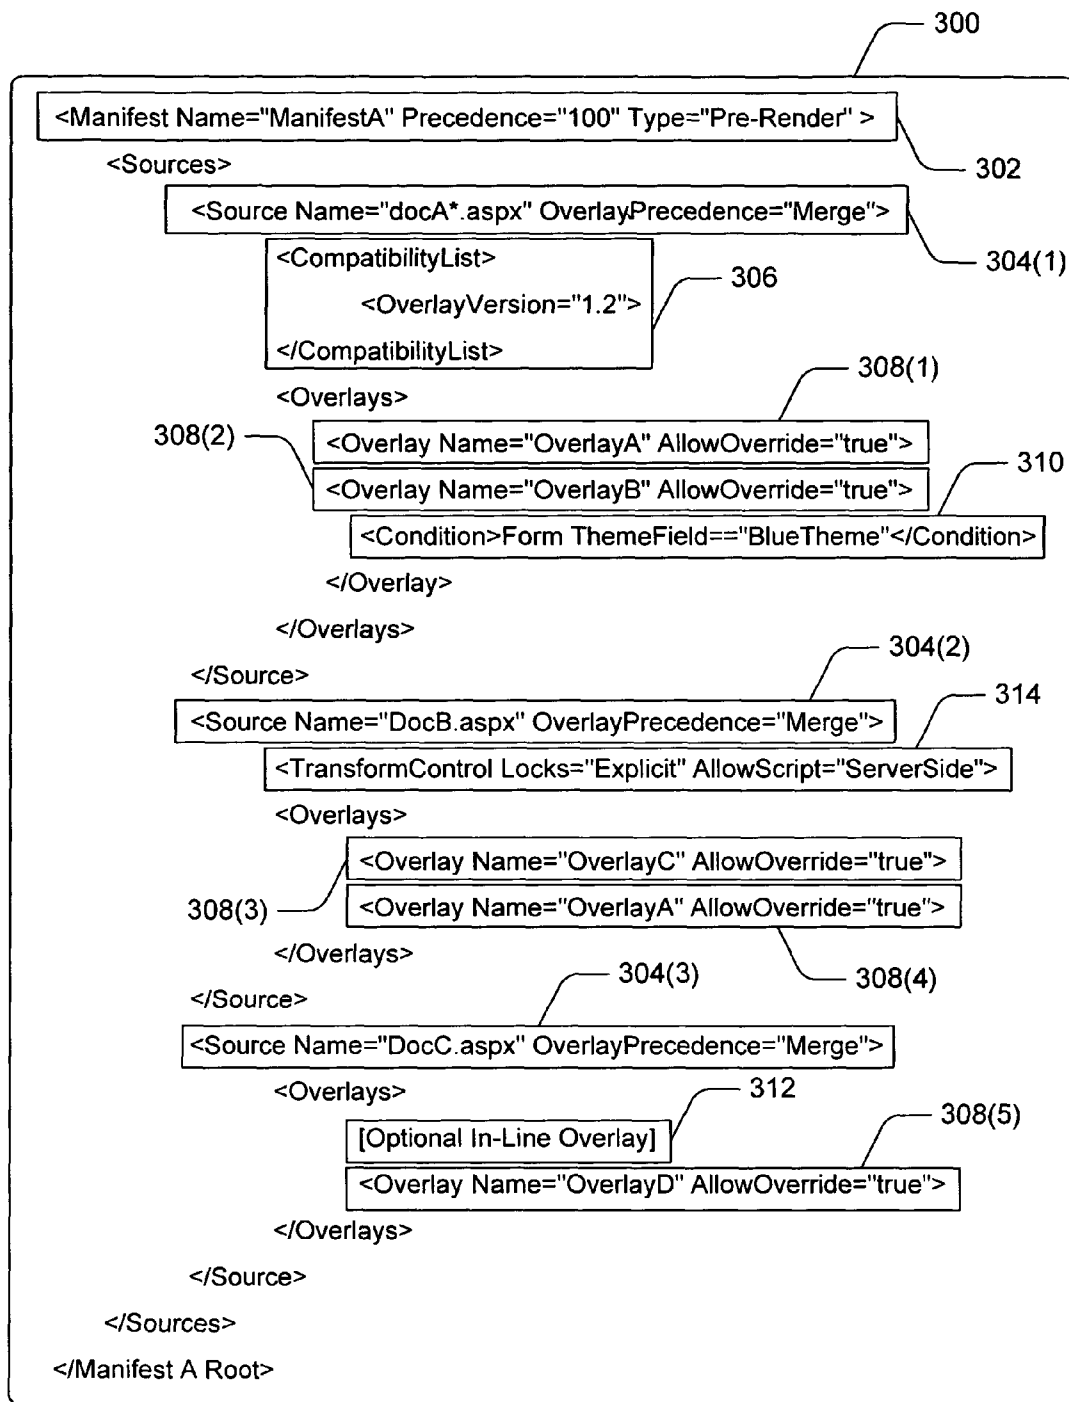 300
<Manifest Name="ManifestA" Precedence="100" Type="Pre-Render" >
302
<Sources>
<Source Name="docA*.aspx" OverlayPrecedence="Merge">
304(1)
<CompatibilityList>
306
<OverlayVersion="1.2">
</CompatibilityList>
308(1)
<Overlays>
308(2)
<Overlay Name="OverlayA" AllowOverride="true">
310
<Overlay Name="OverlayB" AllowOverride="true">
<Condition>Form ThemeField=="BlueTheme"</Condition>
</Overlay>
</Overlays>
304(2)
</Source>
314
<Source Name="DocB.aspx" OverlayPrecedence="Merge">
<TransformControl Locks="Explicit" AllowScript="ServerSide">
<Overlays>
<Overlay Name="OverlayC" AllowOverride="true">
308(3)
<Overlay Name="OverlayA" AllowOverride="true">
</Overlays>
304(3)
308(4)
</Source>
<Source Name="DocC.aspx" OverlayPrecedence="Merge">
<Overlays>
312
308(5)
[Optional In-Line Overlay]
<Overlay Name="OverlayD" AllowOverride="true">
</Overlays>
</Source>
</Sources>
</Manifest A Root>